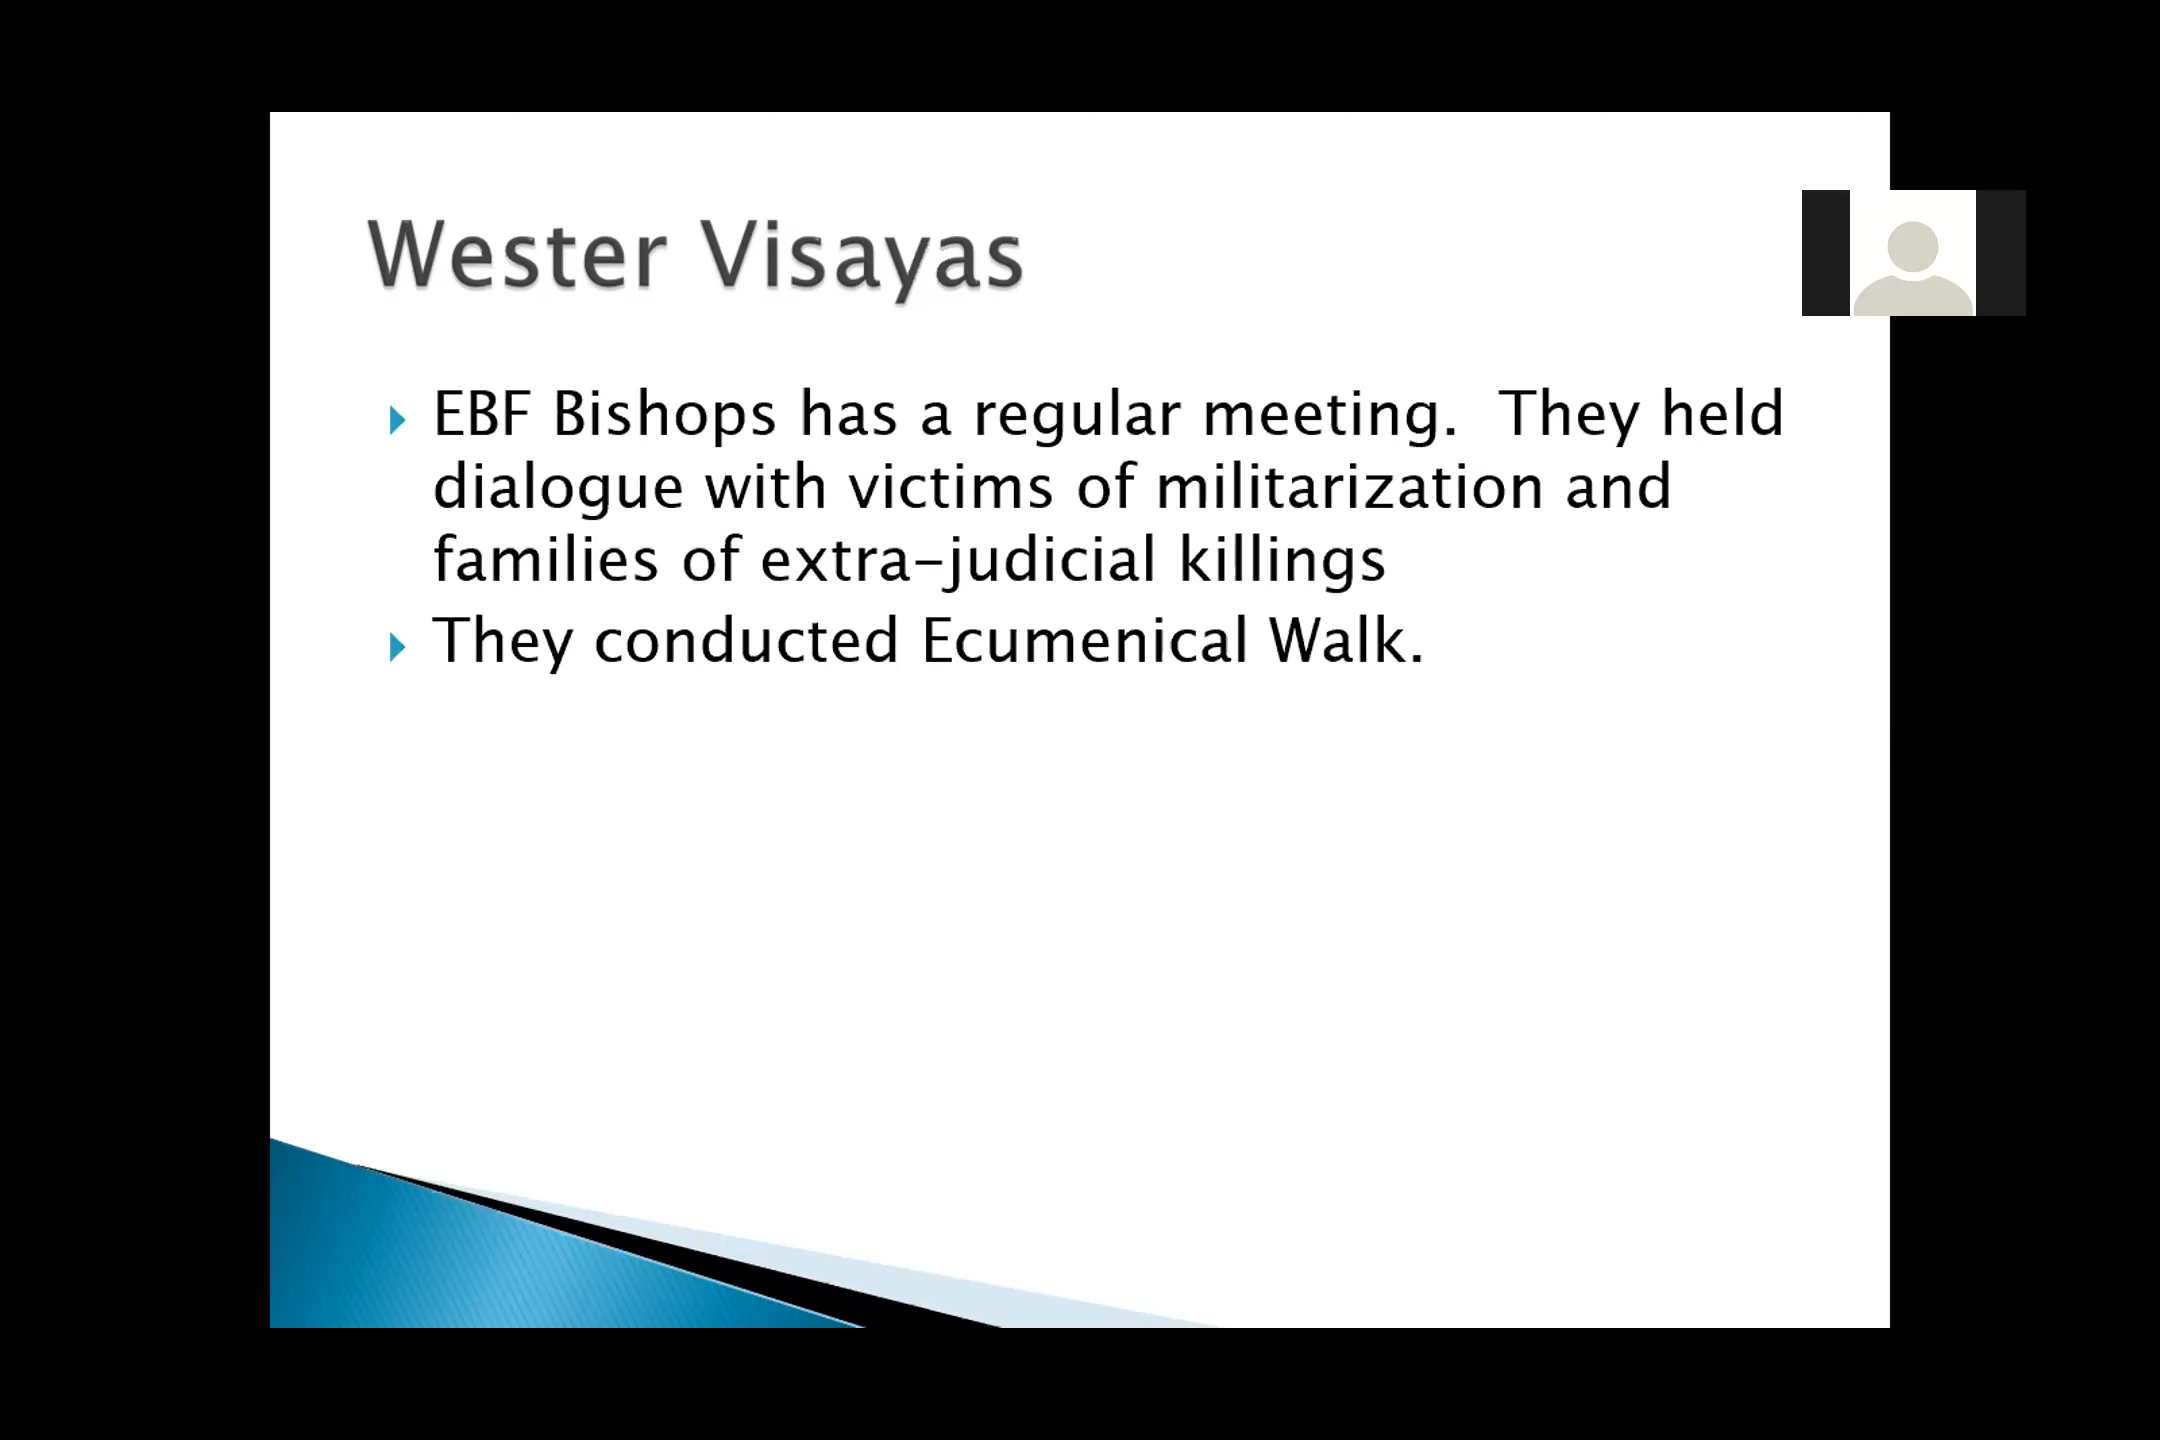 Wester Visayas
EBF Bishops has a regular meeting.  They held
dialogue with victims of militarization and
families of extra-judicial killings
They conducted Ecumenical Walk.